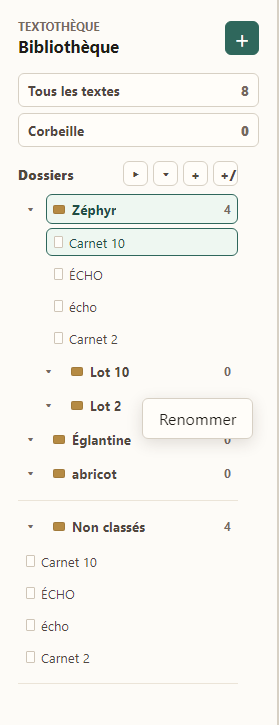 TEXTOTHÈQUE
Bibliothèque
+
Tous les textes 8
Corbeille 0
Dossiers + +/
Zéphyr 4
Carnet 10
ÉCHO
écho
Carnet 2
Lot 10 0
Lot 2
Renommer
Églantine 0
abricot 0
Non classés 4
Carnet 10
ÉCHO
écho
Carnet 2